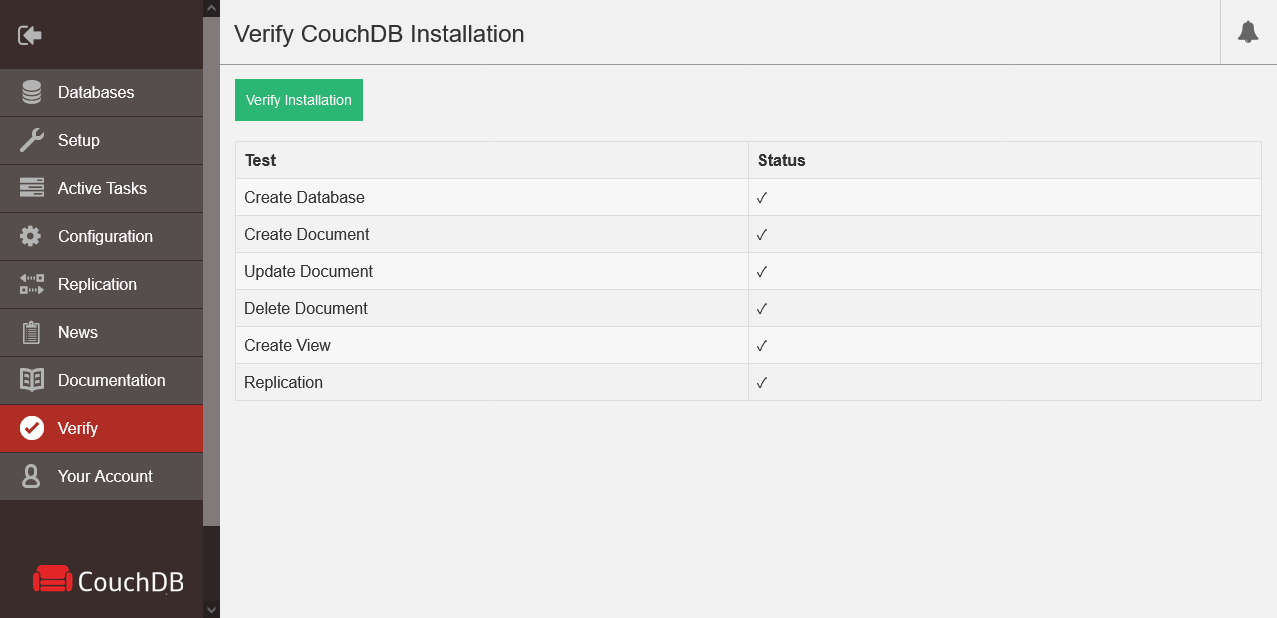 Verify CouchDB Installation
Databases
Setup
Active Tasks
Configuration
Replication
News
Documentation
Verify
Your Account
CouchDB
Verify Installation
Test Status
Create Database ✓
Create Document ✓
Update Document ✓
Delete Document ✓
Create View ✓
Replication ✓